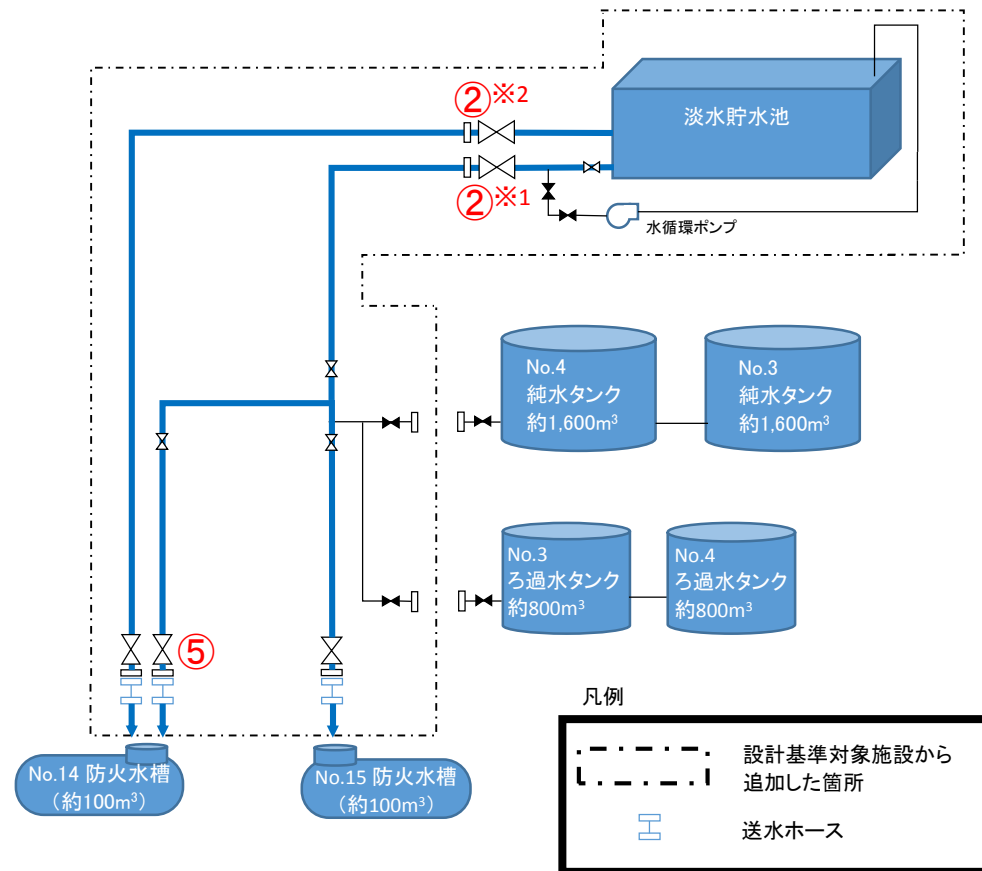 ②※2
淡水貯水池
②※1
水循環ポンプ
No.4
純水タンク
約1,600m³
No.3
純水タンク
約1,600m³
No.3
ろ過水タンク
約800m³
No.4
ろ過水タンク
約800m³
⑤
No.14 防火水槽
（約100m³）
No.15 防火水槽
（約100m³）
凡例
設計基準対象施設から
追加した箇所
送水ホース